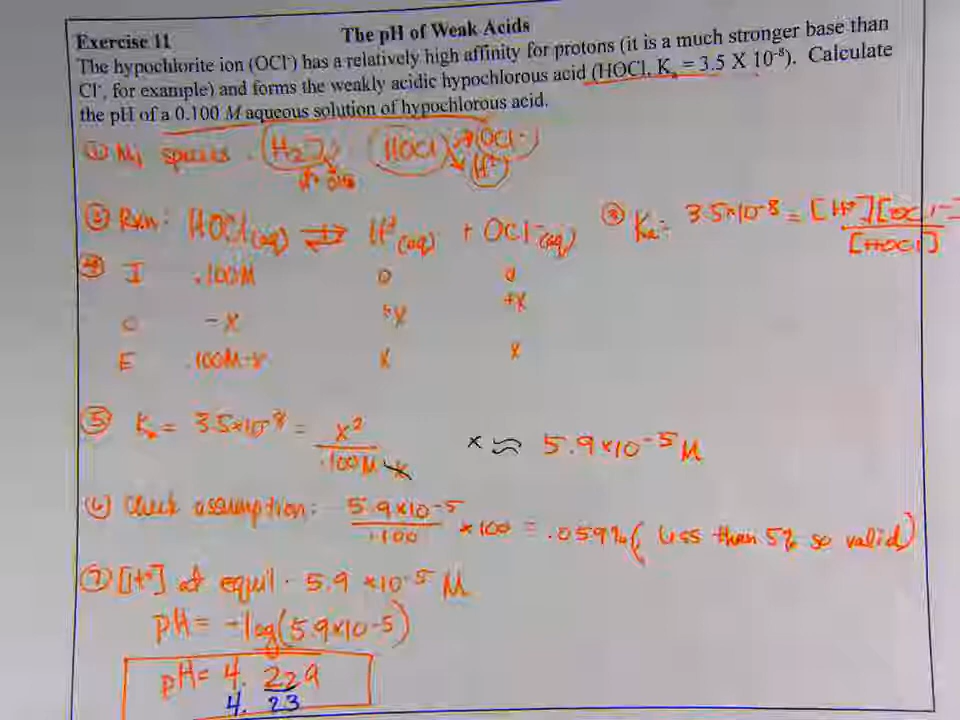 Exercise 11 The pH of Weak Acids
The hypochlorite ion (OCl⁻) has a relatively high affinity for protons (it is a much stronger base than
Cl⁻, for example) and forms the weakly acidic hypochlorous acid (HOCl, Kₐ = 3.5 X 10⁻⁸). Calculate
the pH of a 0.100 M aqueous solution of hypochlorous acid.
① Mj species HOCl → OCl⁻
H⁺
③ Rxn: HOCl(aq) ⇌ H⁺(aq) + OCl⁻(aq) Kₐ = 3.5×10-8 = [H⁺][OCl-]
[HOCl]
④ I .100M 0 0
C -X +X +X
E .100M-x X X
⑤ Kₐ = 3.5×10⁻⁸ = x²
.100M -x
x ≈ 5.9×10-5 M
(6) Check assumption: 5.9×10-5
.100
×100 = .059% ( less than 5% so valid)
⑦ [H⁺] at equil. 5.9 ×10-5 M
pH= -log(5.9×10-5)
pH= 4.229
4.23